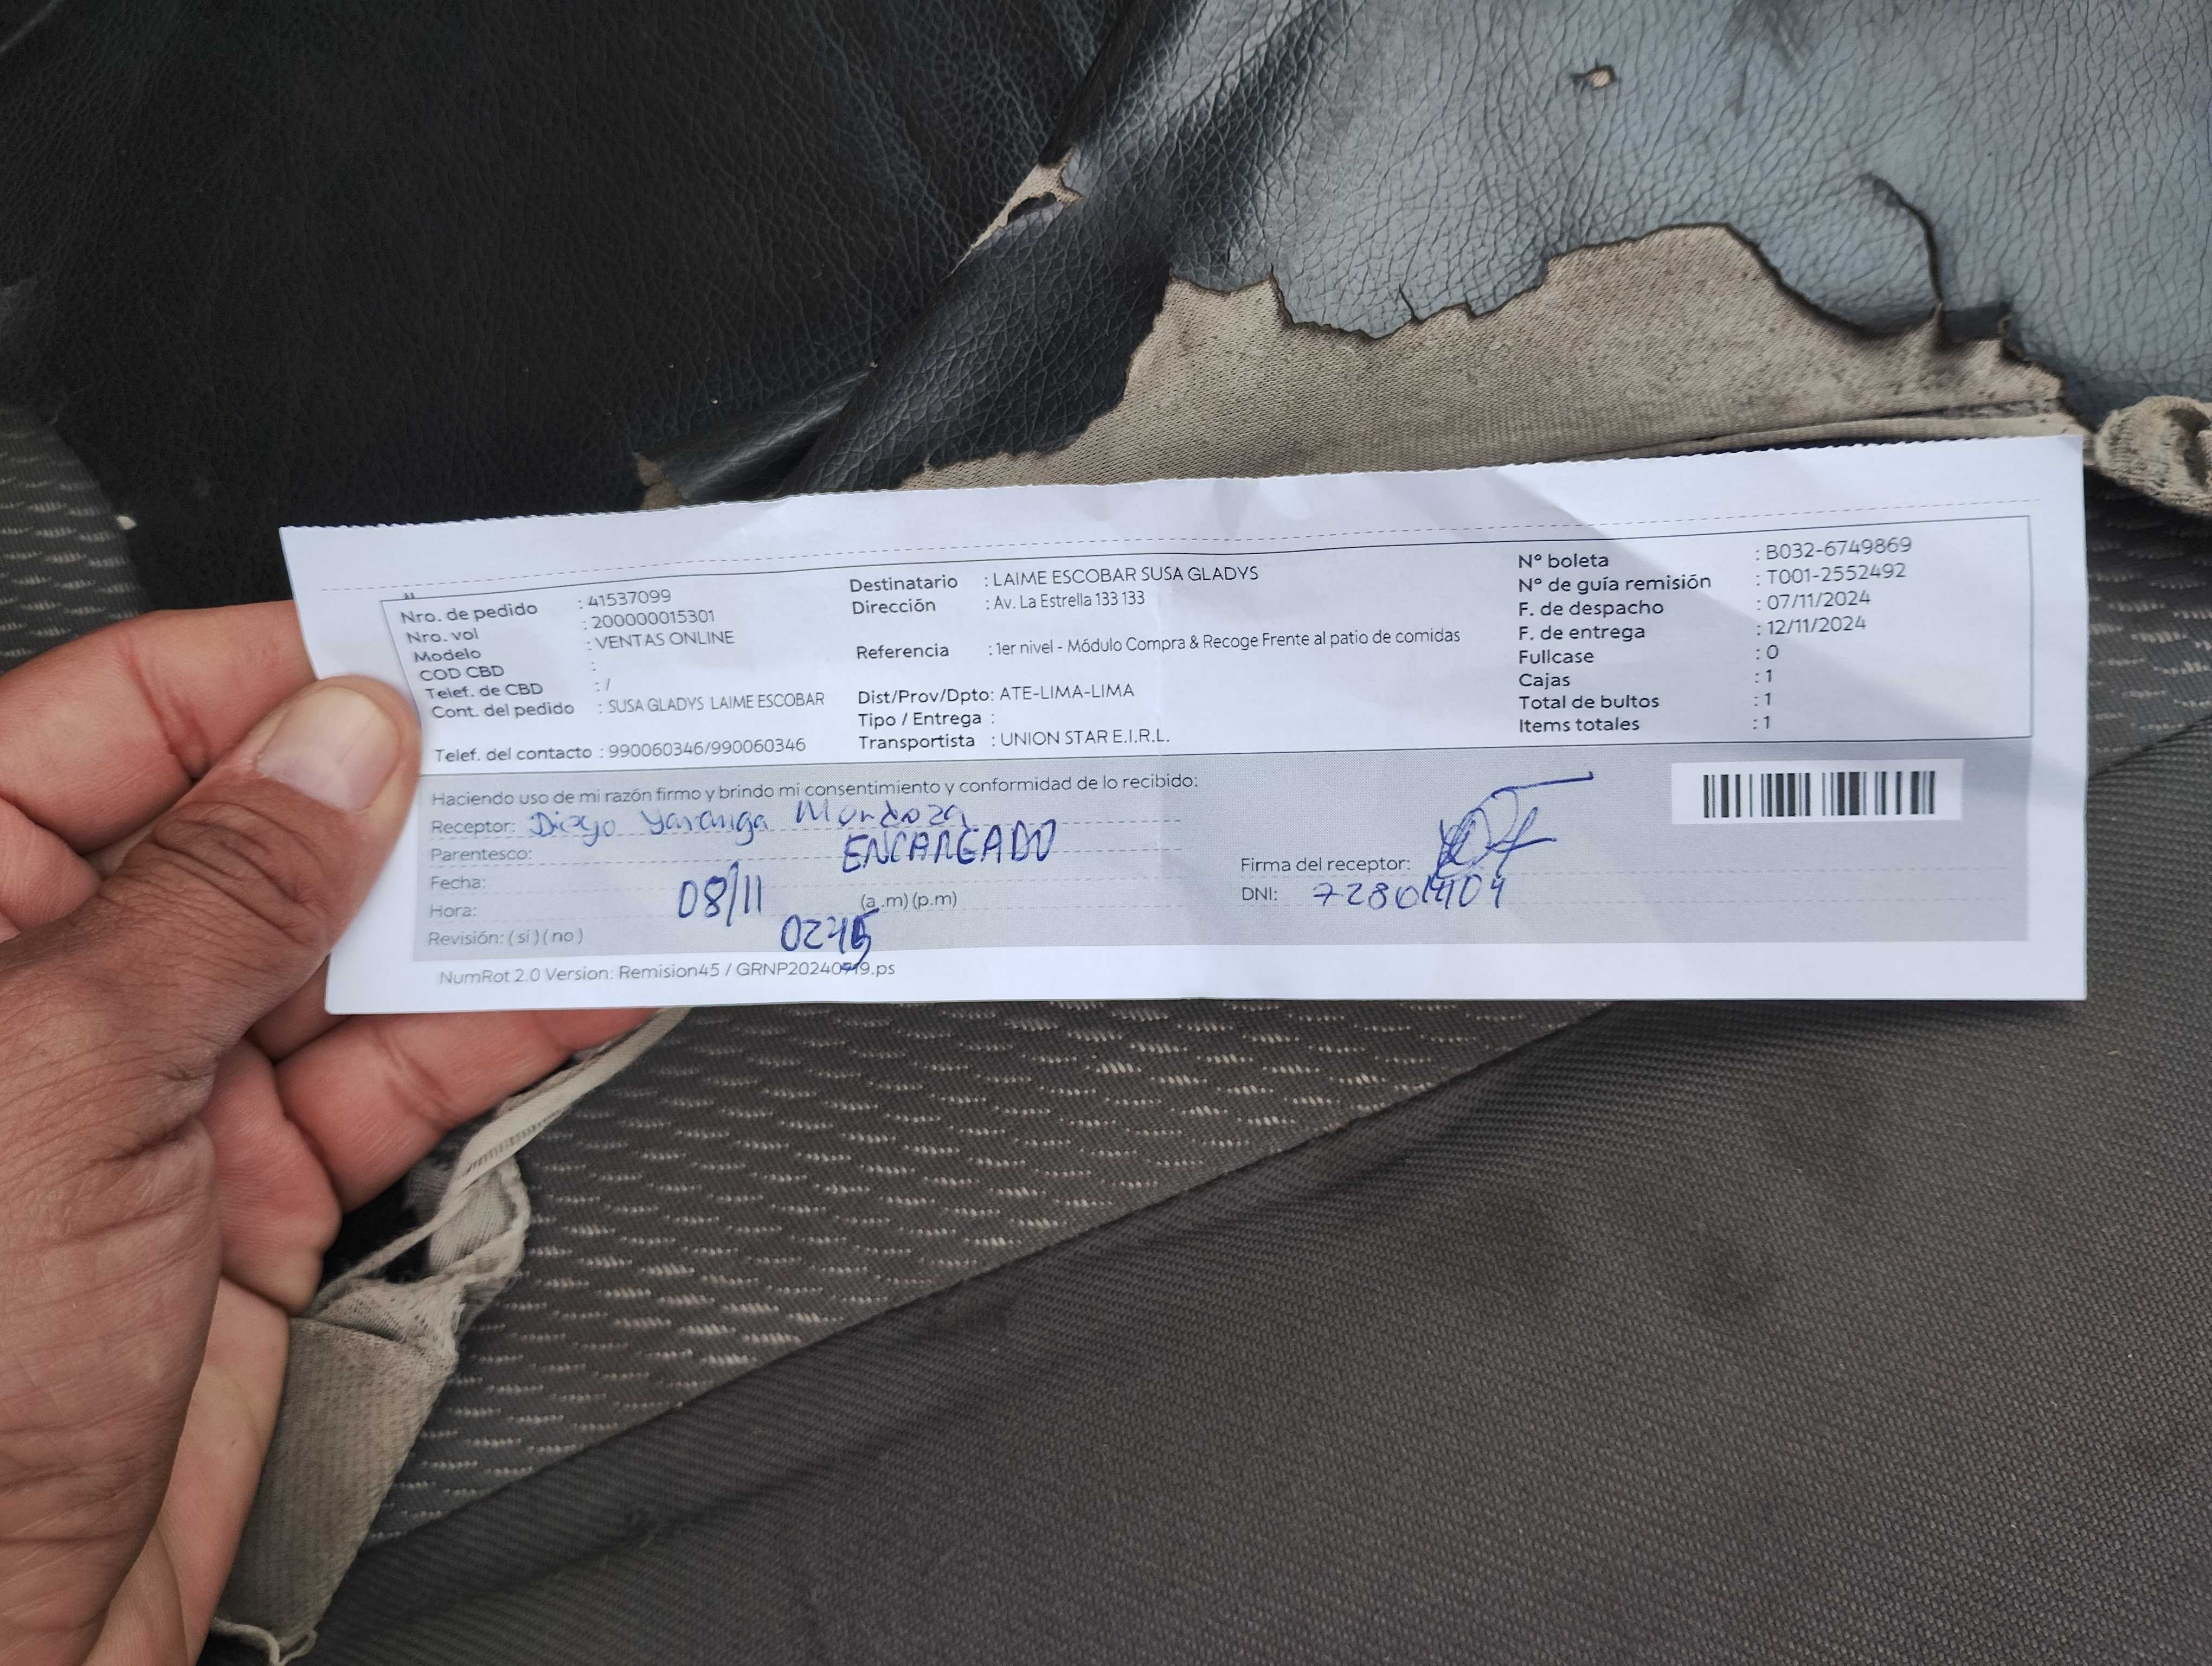 Nro. de pedido : 41537099
Nro. vol : 200000015301
Modelo : VENTAS ONLINE
COD CBD :
Telef. de CBD : /
Cont. del pedido : SUSA GLADYS LAIME ESCOBAR
Telef. del contacto : 990060346/990060346
Destinatario : LAIME ESCOBAR SUSA GLADYS
Dirección : Av. La Estrella 133 133
Referencia : 1er nivel - Módulo Compra & Recoge Frente al patio de comidas
Dist/Prov/Dpto: ATE-LIMA-LIMA
Tipo / Entrega :
Transportista : UNION STAR E.I.R.L.
N° boleta : B032-6749869
N° de guía remisión : T001-2552492
F. de despacho : 07/11/2024
F. de entrega : 12/11/2024
Fullcase : 0
Cajas : 1
Total de bultos : 1
Items totales : 1
Haciendo uso de mi razón firmo y brindo mi consentimiento y conformidad de lo recibido:
Receptor: Diego Yaranga Mendoza
Parentesco: ENCARGADO
Fecha: 08/11
Hora: (a.m) (p.m)
0245
Revisión: ( si ) ( no )
Firma del receptor:
DNI:
NumRot 2.0 Version: Remision45 / GRNP20240919.ps